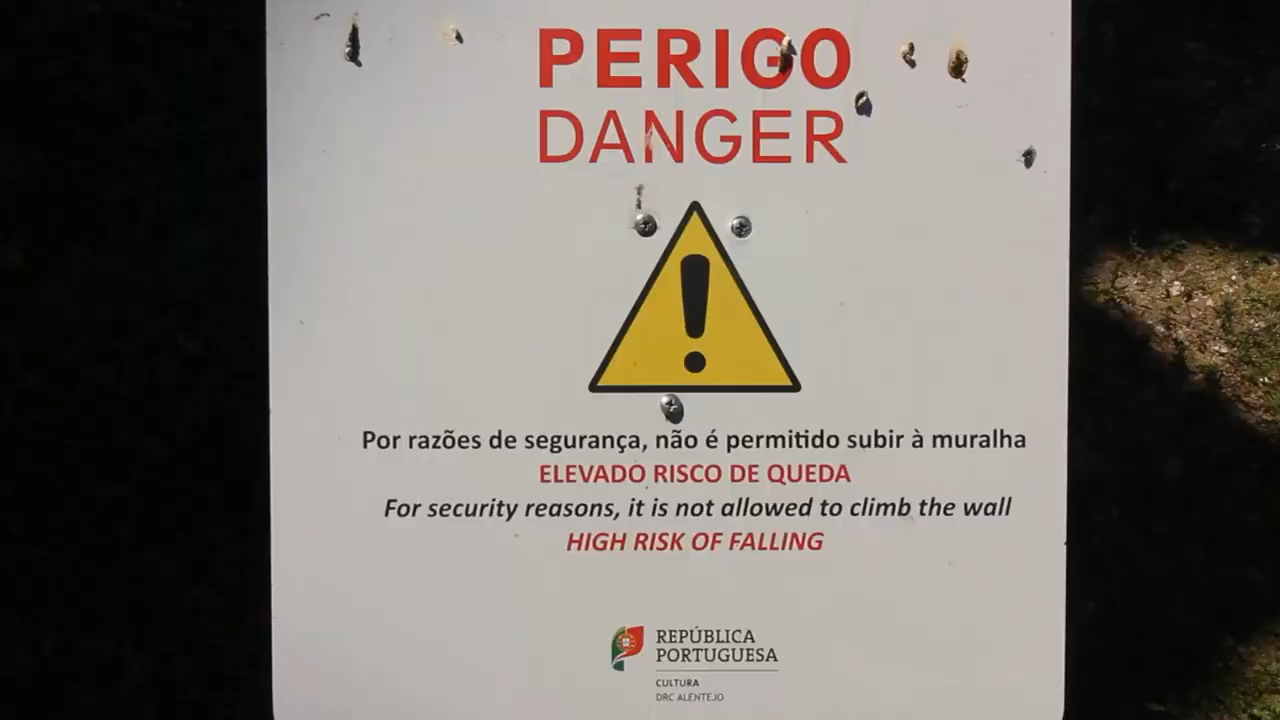 PERIGO
DANGER
Por razões de segurança, não é permitido subir à muralha
ELEVADO RISCO DE QUEDA
For security reasons, it is not allowed to climb the wall
HIGH RISK OF FALLING
REPÚBLICA
PORTUGUESA
CULTURA
DRC ALENTEJO